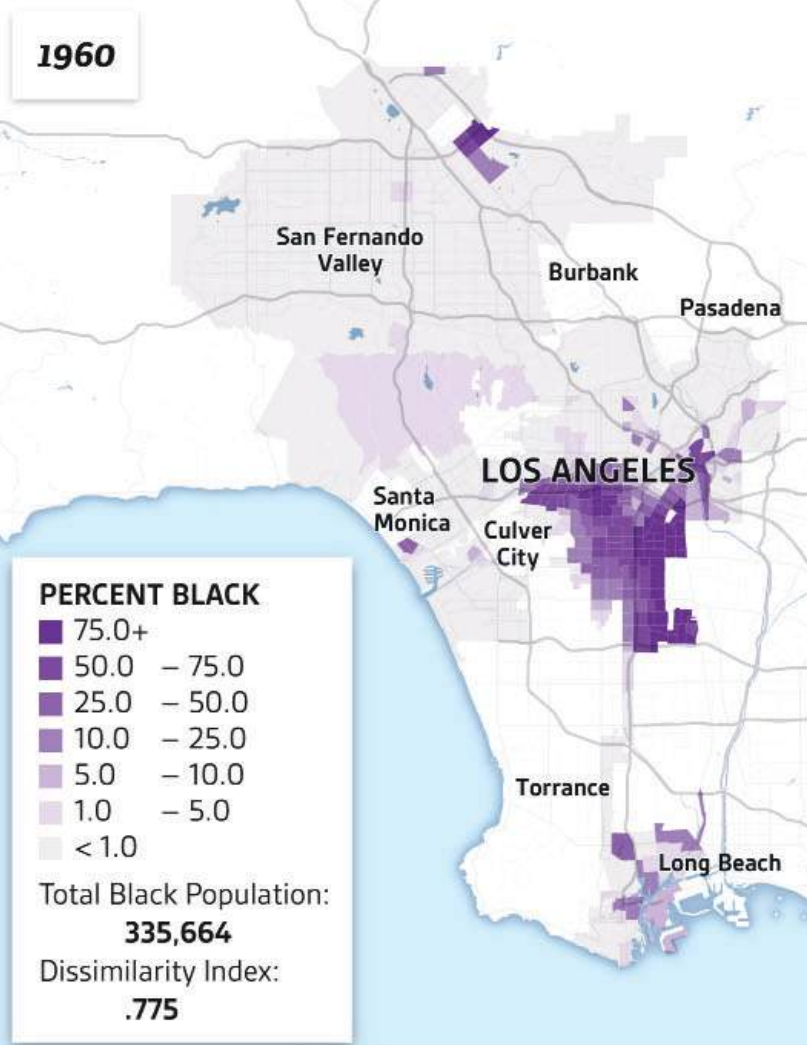 1960
San Fernando
Valley
Burbank
Pasadena
LOS ANGELES
Santa
Monica
Culver
City
PERCENT BLACK
75.0+
50.0 – 75.0
25.0 – 50.0
10.0 – 25.0
5.0 – 10.0
1.0 – 5.0
< 1.0
Total Black Population:
335,664
Dissimilarity Index:
.775
Torrance
Long Beach